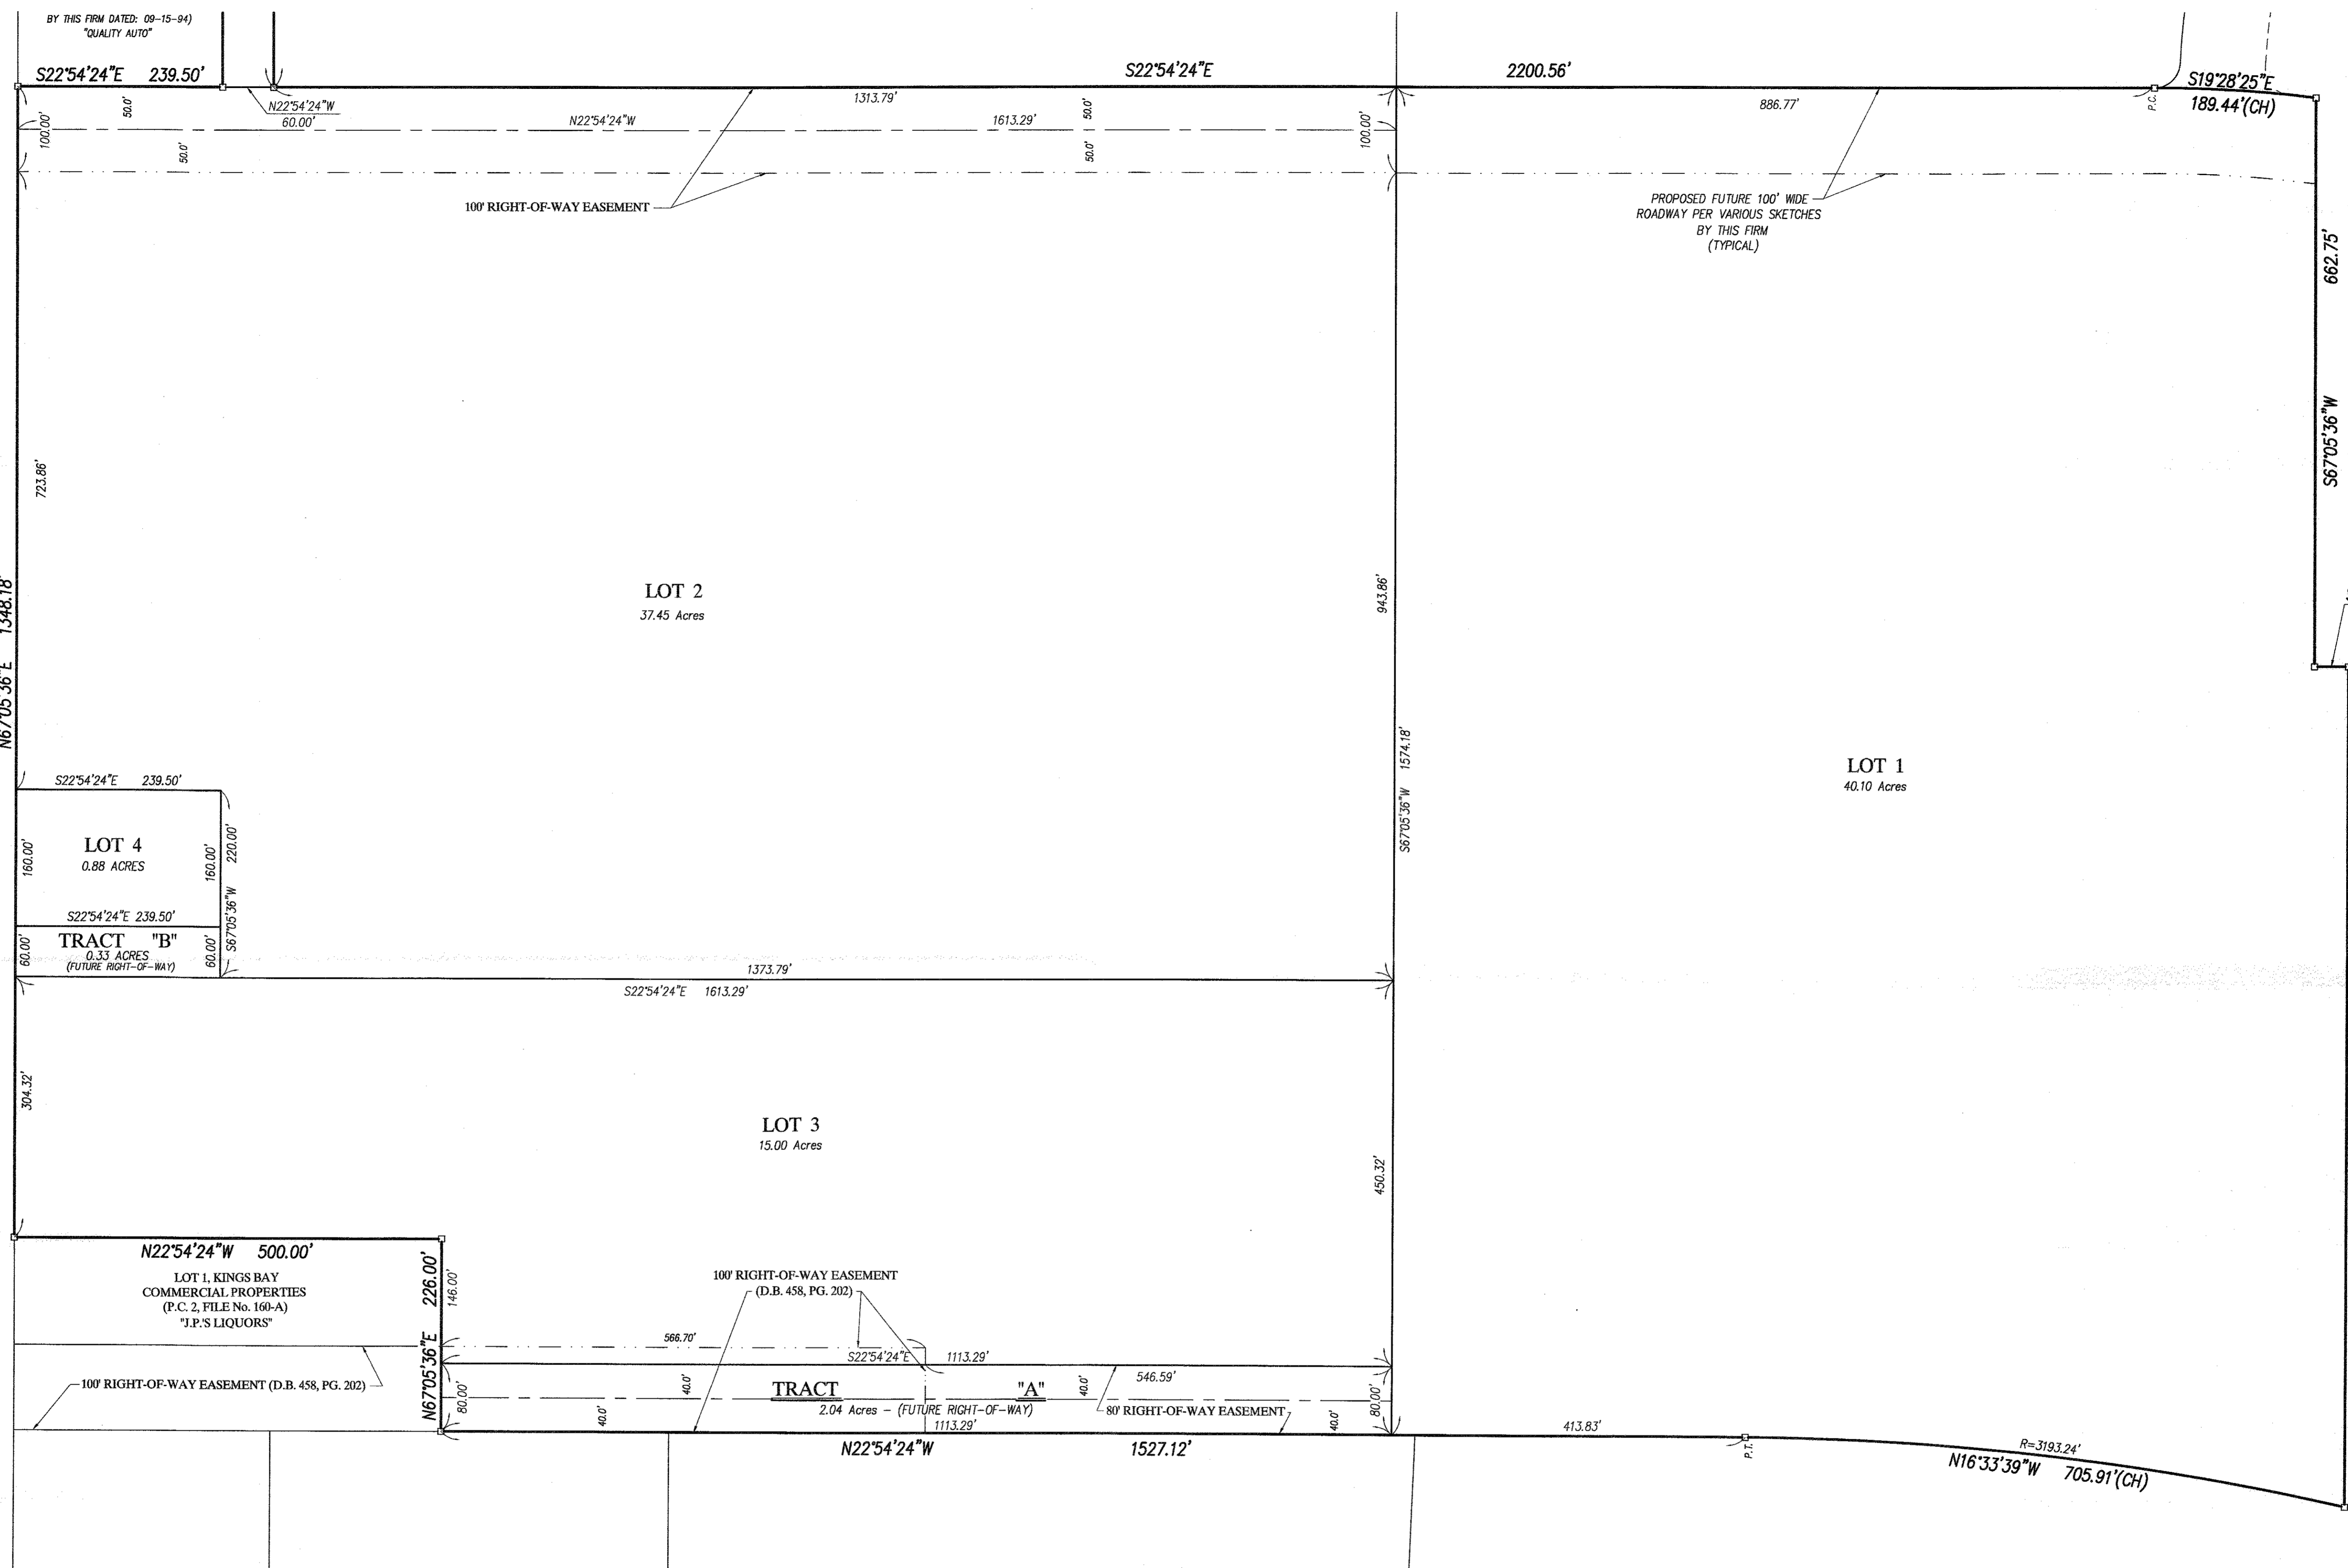 BY THIS FIRM DATED: 09-15-94)
"QUALITY AUTO"
S22°54'24"E 239.50'
S22°54'24"E 2200.56'
S19°28'25"E
189.44'(CH)
N22°54'24"W
60.00'
1313.79'
886.77'
P.C.
50.0'
100.00'
50.0'
N22°54'24"W 1613.29'
50.0'
50.0'
100.00'
100' RIGHT-OF-WAY EASEMENT
PROPOSED FUTURE 100' WIDE
ROADWAY PER VARIOUS SKETCHES
BY THIS FIRM
(TYPICAL)
S67°05'36"W 662.75'
723.86'
N67°05'36"E 1348.18'
LOT 2
37.45 Acres
943.86'
S67°05'36"W 1574.18'
LOT 1
40.10 Acres
S22°54'24"E 239.50'
LOT 4
0.88 ACRES
160.00'
160.00'
S67°05'36"W 220.00'
S22°54'24"E 239.50'
TRACT "B"
0.33 ACRES
(FUTURE RIGHT-OF-WAY)
60.00'
60.00'
1373.79'
S22°54'24"E 1613.29'
304.32'
LOT 3
15.00 Acres
450.32'
N22°54'24"W 500.00'
LOT 1, KINGS BAY
COMMERCIAL PROPERTIES
(P.C. 2, FILE No. 160-A)
"J.P.'S LIQUORS"
N67°05'36"E 226.00'
146.00'
100' RIGHT-OF-WAY EASEMENT
(D.B. 458, PG. 202)
566.70'
S22°54'24"E 1113.29'
546.59'
100' RIGHT-OF-WAY EASEMENT (D.B. 458, PG. 202)
80.00'
40.0'
40.0'
TRACT "A"
2.04 Acres - (FUTURE RIGHT-OF-WAY)
40.0'
80' RIGHT-OF-WAY EASEMENT
40.0'
80.00'
1113.29'
N22°54'24"W 1527.12'
413.83'
P.T.
R=3193.24'
N16°33'39"W 705.91'(CH)